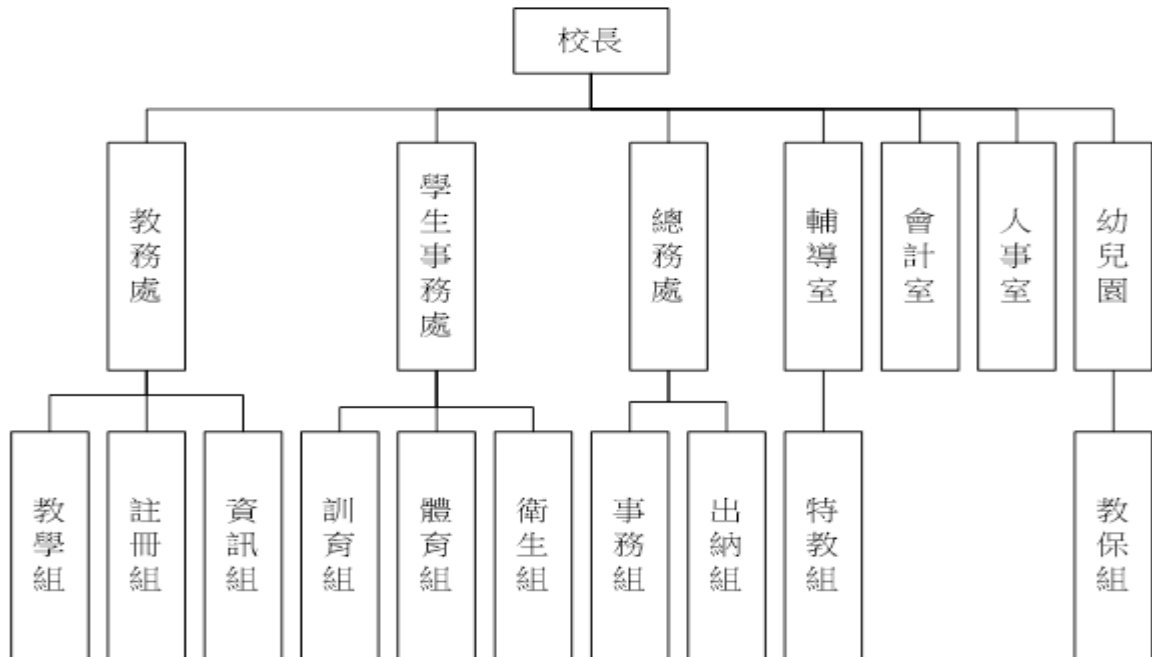 校長
教務處
學生事務處
總務處
輔導室
會計室
人事室
幼兒園
教學組
註冊組
資訊組
訓育組
體育組
衛生組
事務組
出納組
特教組
教保組